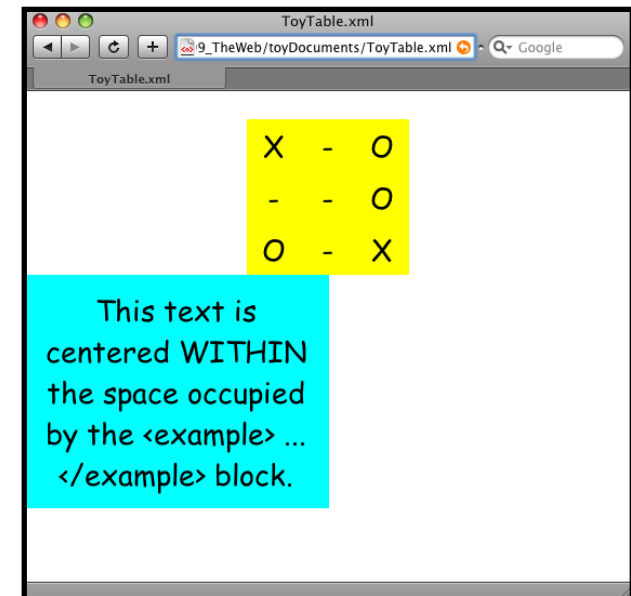 ToyTable.xml
9_TheWeb/toyDocuments/ToyTable.xml Google
ToyTable.xml
X - O
- - O
O - X
This text is
centered WITHIN
the space occupied
by the <example> ...
</example> block.